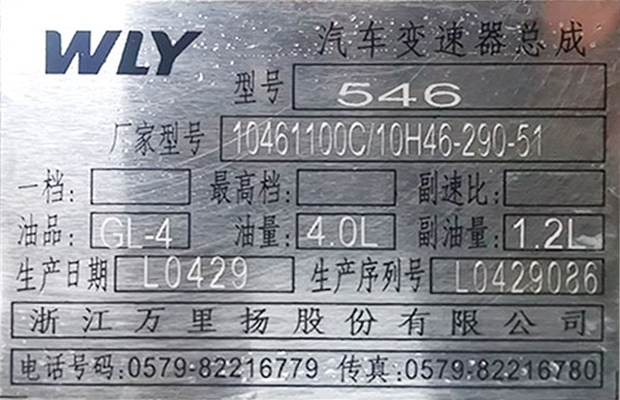 WLY 汽车变速器总成
型号 546
厂家型号 10461100C/10H46-290-51
一档: 最高档: 副速比:
油品: GL-4 油量: 4.0L 副油量: 1.2L
生产日期 L0429 生产序列号 L0429086
浙江万里扬股份有限公司
电话号码:0579-82216779 传真:0579-82216780